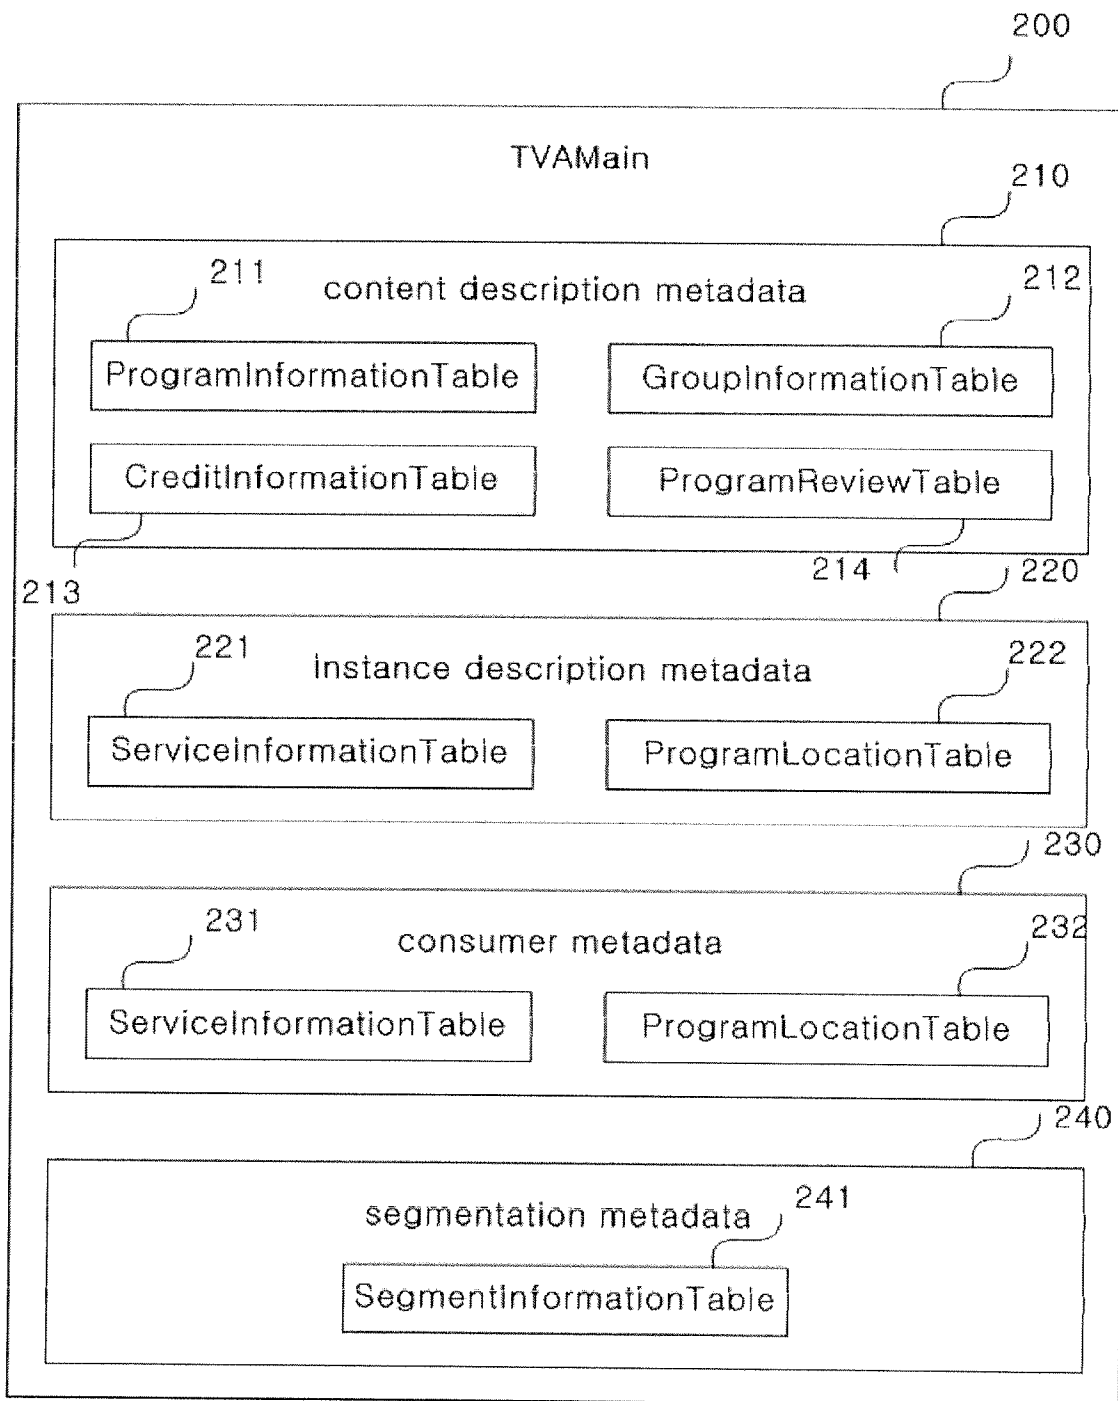 200
TVAMain
210
211
content description metadata
212
ProgramInformationTable
GroupInformationTable
CreditInformationTable
ProgramReviewTable
213
214
220
221
instance description metadata
222
ServiceInformationTable
ProgramLocationTable
230
231
consumer metadata
232
ServiceInformationTable
ProgramLocationTable
240
segmentation metadata
241
SegmentInformationTable